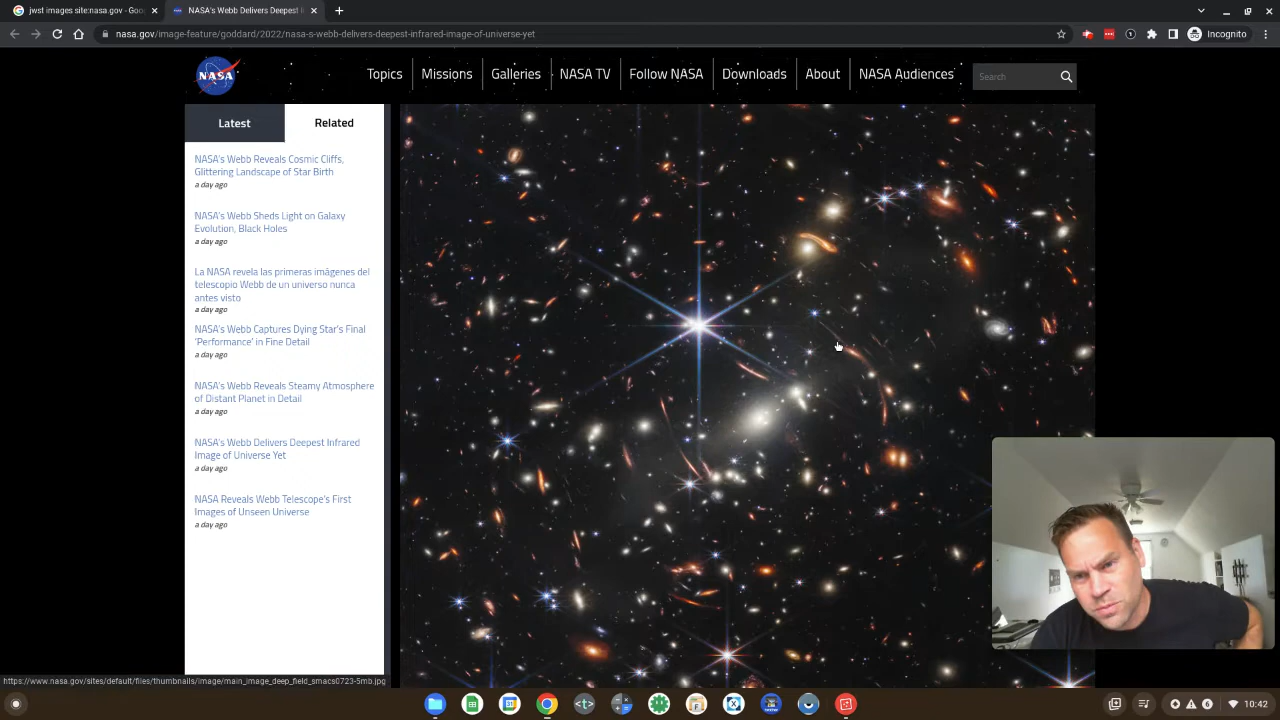 jwst images site:nasa.gov - Goo
NASA's Webb Delivers Deepest I
nasa.gov/image-feature/goddard/2022/nasa-s-webb-delivers-deepest-infrared-image-of-universe-yet
Incognito
NASA
Topics
Missions
Galleries
NASA TV
Follow NASA
Downloads
About
NASA Audiences
Search
Latest
Related
NASA's Webb Reveals Cosmic Cliffs,
Glittering Landscape of Star Birth
a day ago
NASA's Webb Sheds Light on Galaxy
Evolution, Black Holes
a day ago
La NASA revela las primeras imágenes del
telescopio Webb de un universo nunca
antes visto
a day ago
NASA's Webb Captures Dying Star's Final
'Performance' in Fine Detail
a day ago
NASA's Webb Reveals Steamy Atmosphere
of Distant Planet in Detail
a day ago
NASA's Webb Delivers Deepest Infrared
Image of Universe Yet
a day ago
NASA Reveals Webb Telescope's First
Images of Unseen Universe
a day ago
https://www.nasa.gov/sites/default/files/thumbnails/image/main_image_deep_field_smacs0723-5mb.jpg
10:42